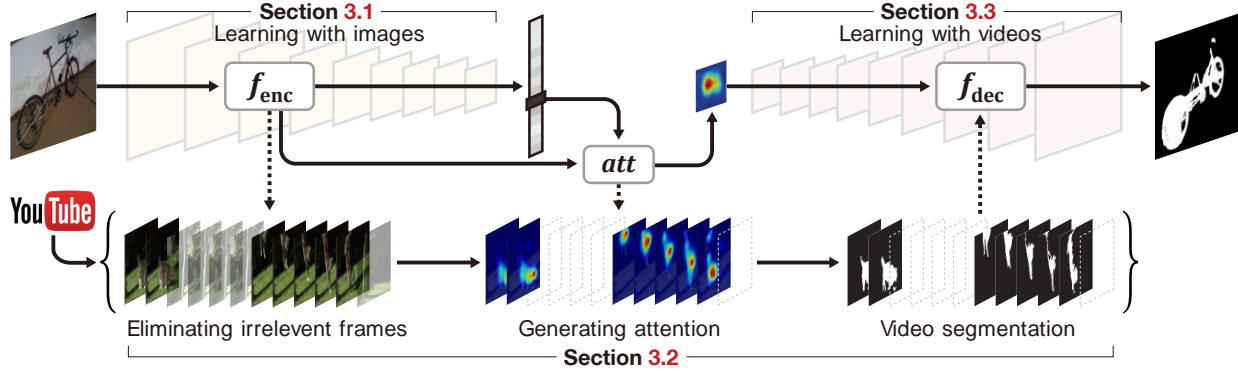 Section 3.1
Learning with images
Section 3.3
Learning with videos
f_enc
f_dec
att
YouTube
Eliminating irrelevent frames
Generating attention
Video segmentation
Section 3.2